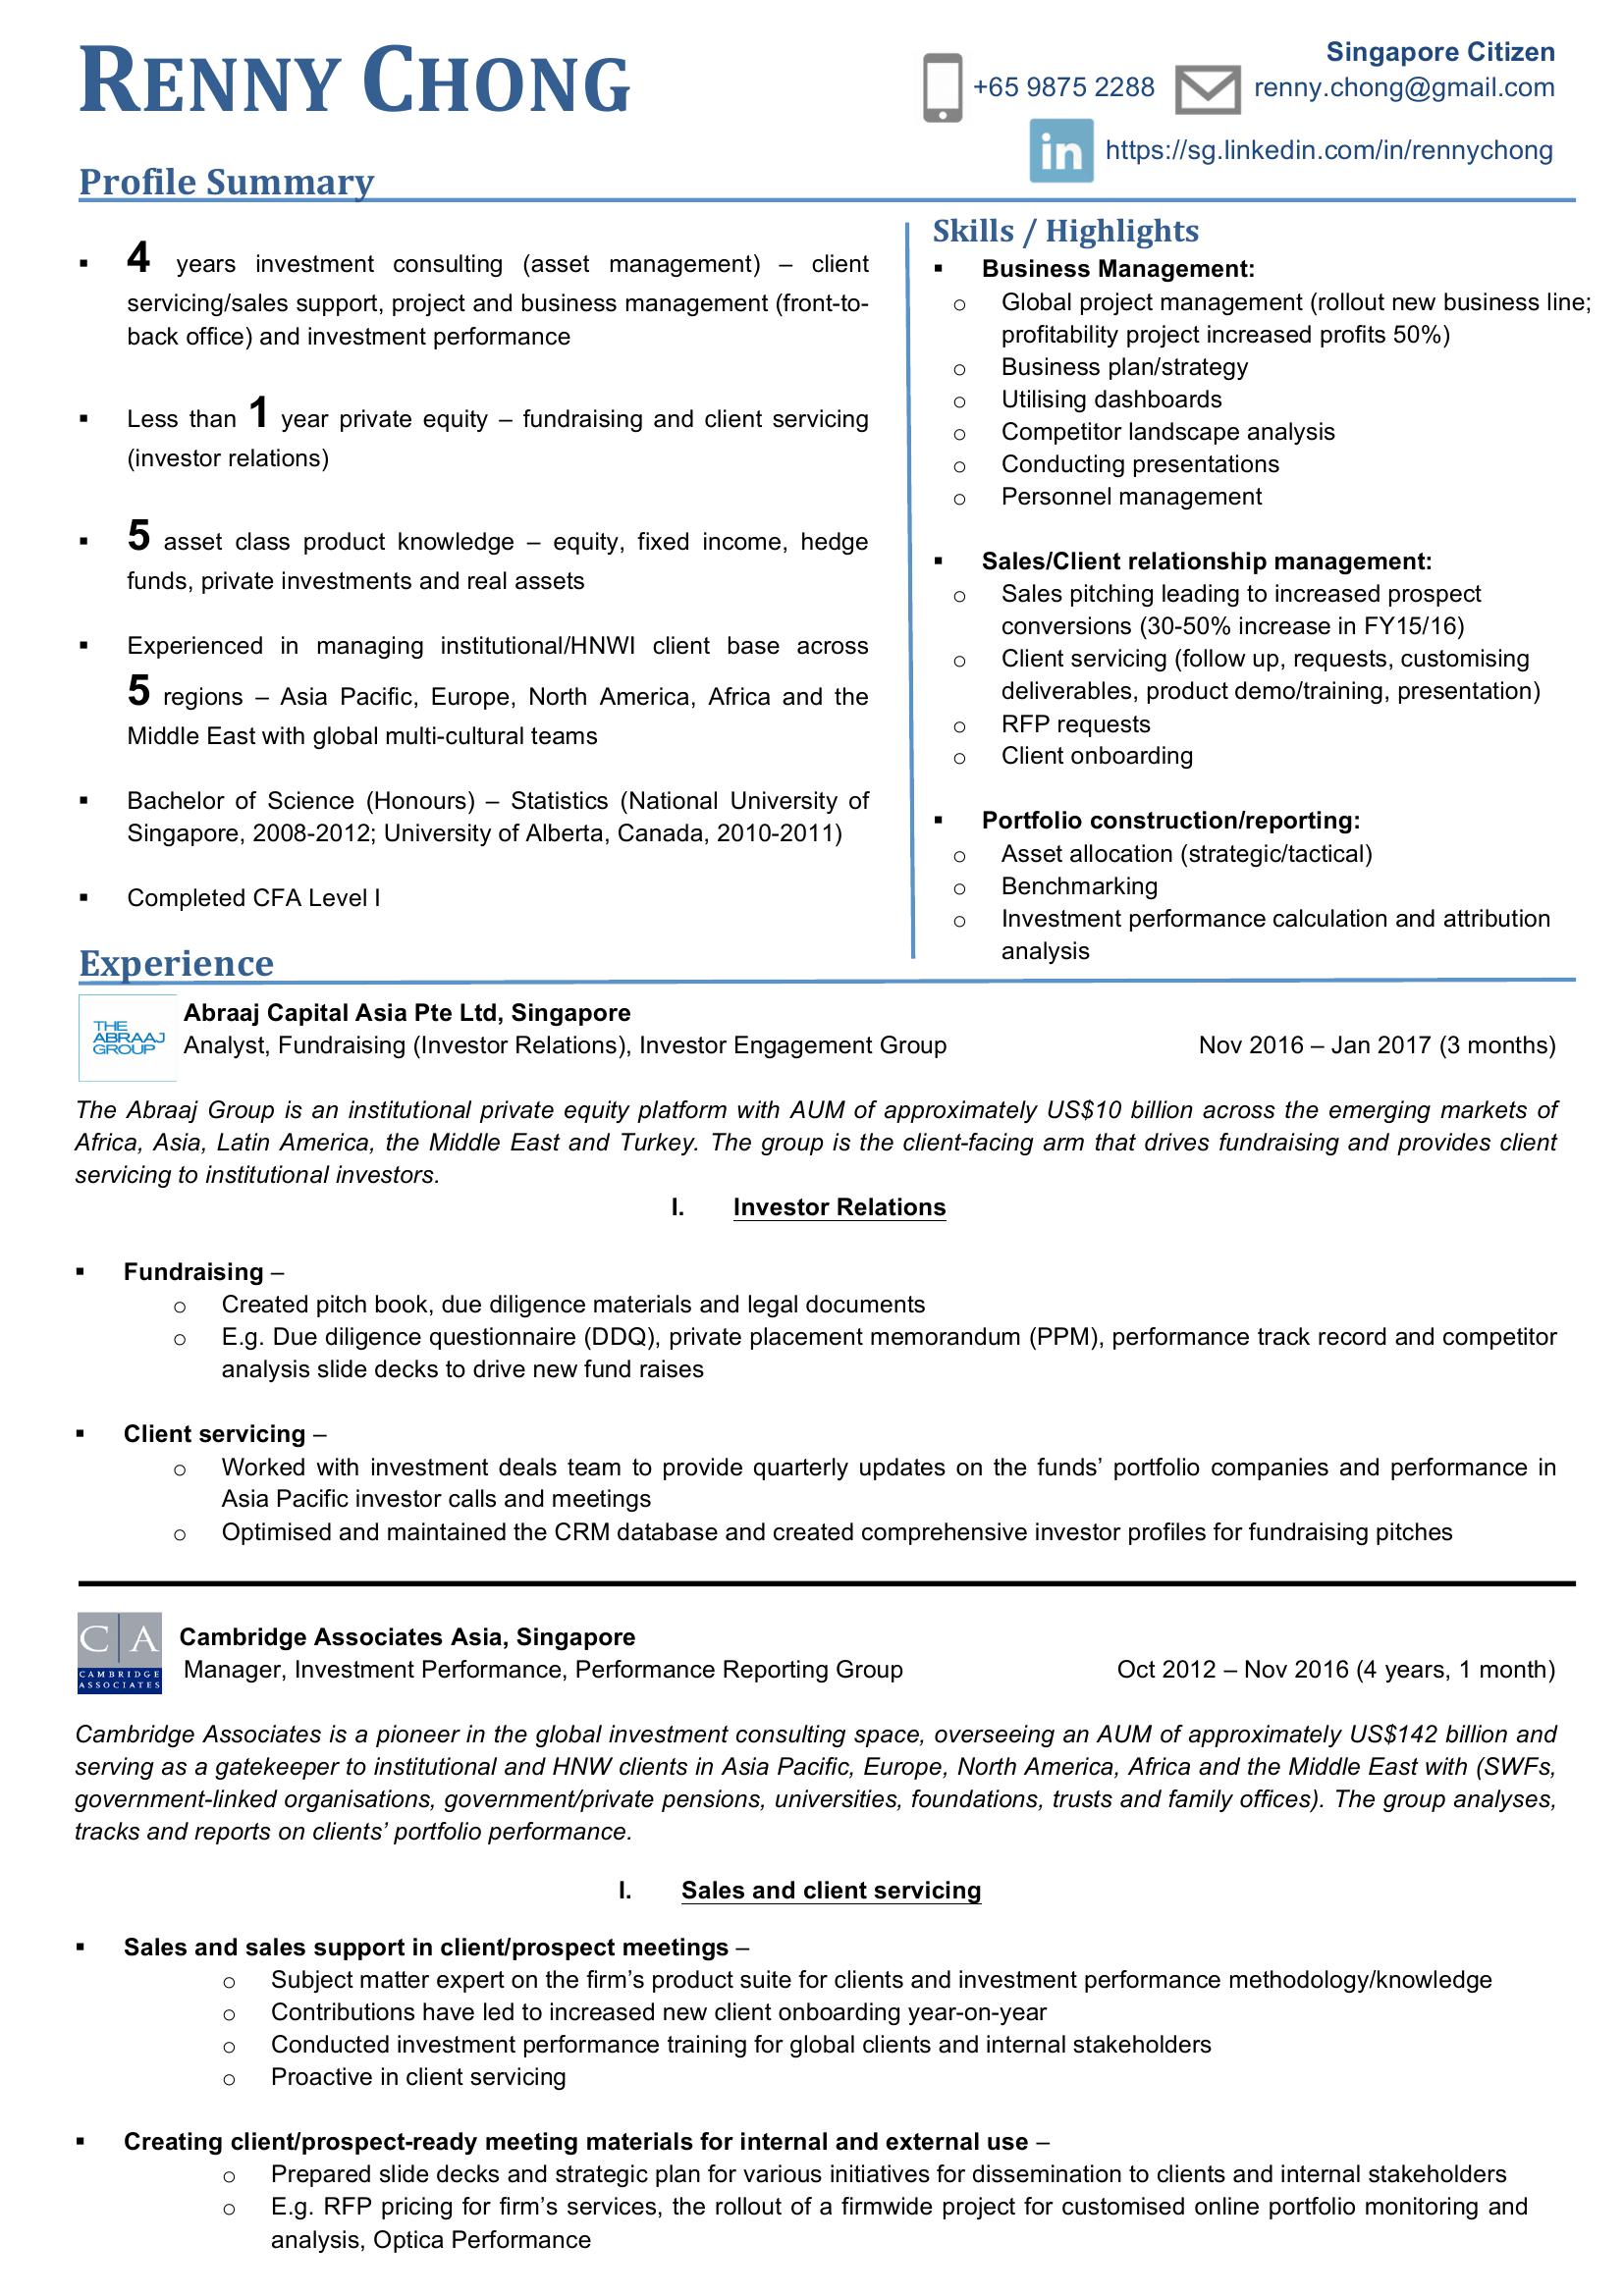 RENNY CHONG
Singapore Citizen
+65 9875 2288 renny.chong@gmail.com
in https://sg.linkedin.com/in/rennychong
Profile Summary
▪ 4 years investment consulting (asset management) – client
servicing/sales support, project and business management (front-to-
back office) and investment performance
▪ Less than 1 year private equity – fundraising and client servicing
(investor relations)
▪ 5 asset class product knowledge – equity, fixed income, hedge
funds, private investments and real assets
▪ Experienced in managing institutional/HNWI client base across
5 regions – Asia Pacific, Europe, North America, Africa and the
Middle East with global multi-cultural teams
▪ Bachelor of Science (Honours) – Statistics (National University of
Singapore, 2008-2012; University of Alberta, Canada, 2010-2011)
▪ Completed CFA Level I
Skills / Highlights
▪ Business Management:
o Global project management (rollout new business line;
profitability project increased profits 50%)
o Business plan/strategy
o Utilising dashboards
o Competitor landscape analysis
o Conducting presentations
o Personnel management
▪ Sales/Client relationship management:
o Sales pitching leading to increased prospect
conversions (30-50% increase in FY15/16)
o Client servicing (follow up, requests, customising
deliverables, product demo/training, presentation)
o RFP requests
o Client onboarding
▪ Portfolio construction/reporting:
o Asset allocation (strategic/tactical)
o Benchmarking
o Investment performance calculation and attribution
analysis
Experience
THE
ABRAAJ
GROUP
Abraaj Capital Asia Pte Ltd, Singapore
Analyst, Fundraising (Investor Relations), Investor Engagement Group Nov 2016 – Jan 2017 (3 months)
The Abraaj Group is an institutional private equity platform with AUM of approximately US$10 billion across the emerging markets of
Africa, Asia, Latin America, the Middle East and Turkey. The group is the client-facing arm that drives fundraising and provides client
servicing to institutional investors.
I. Investor Relations
▪ Fundraising –
o Created pitch book, due diligence materials and legal documents
o E.g. Due diligence questionnaire (DDQ), private placement memorandum (PPM), performance track record and competitor
analysis slide decks to drive new fund raises
▪ Client servicing –
o Worked with investment deals team to provide quarterly updates on the funds’ portfolio companies and performance in
Asia Pacific investor calls and meetings
o Optimised and maintained the CRM database and created comprehensive investor profiles for fundraising pitches
C A
CAMBRIDGE
ASSOCIATES
Cambridge Associates Asia, Singapore
Manager, Investment Performance, Performance Reporting Group Oct 2012 – Nov 2016 (4 years, 1 month)
Cambridge Associates is a pioneer in the global investment consulting space, overseeing an AUM of approximately US$142 billion and
serving as a gatekeeper to institutional and HNW clients in Asia Pacific, Europe, North America, Africa and the Middle East with (SWFs,
government-linked organisations, government/private pensions, universities, foundations, trusts and family offices). The group analyses,
tracks and reports on clients’ portfolio performance.
I. Sales and client servicing
▪ Sales and sales support in client/prospect meetings –
o Subject matter expert on the firm’s product suite for clients and investment performance methodology/knowledge
o Contributions have led to increased new client onboarding year-on-year
o Conducted investment performance training for global clients and internal stakeholders
o Proactive in client servicing
▪ Creating client/prospect-ready meeting materials for internal and external use –
o Prepared slide decks and strategic plan for various initiatives for dissemination to clients and internal stakeholders
o E.g. RFP pricing for firm’s services, the rollout of a firmwide project for customised online portfolio monitoring and
analysis, Optica Performance